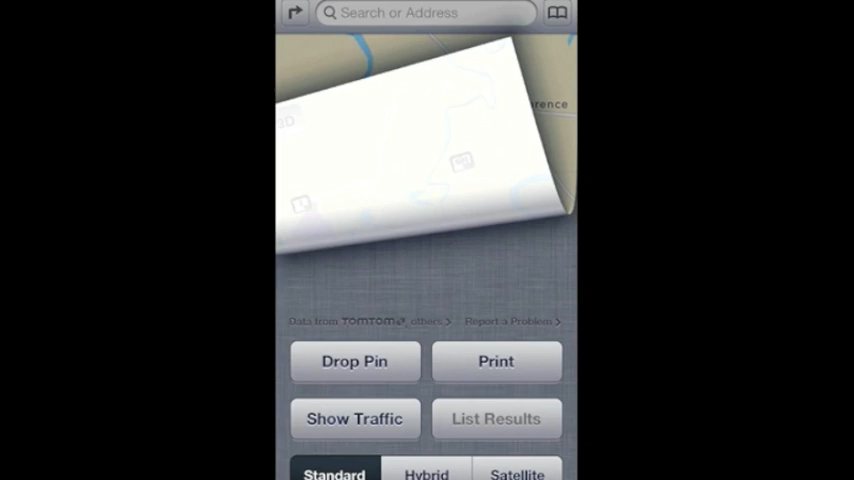 Search or Address
rence
Data from TomTom, others > Report a Problem >
Drop Pin
Print
Show Traffic
List Results
Standard
Hybrid
Satellite